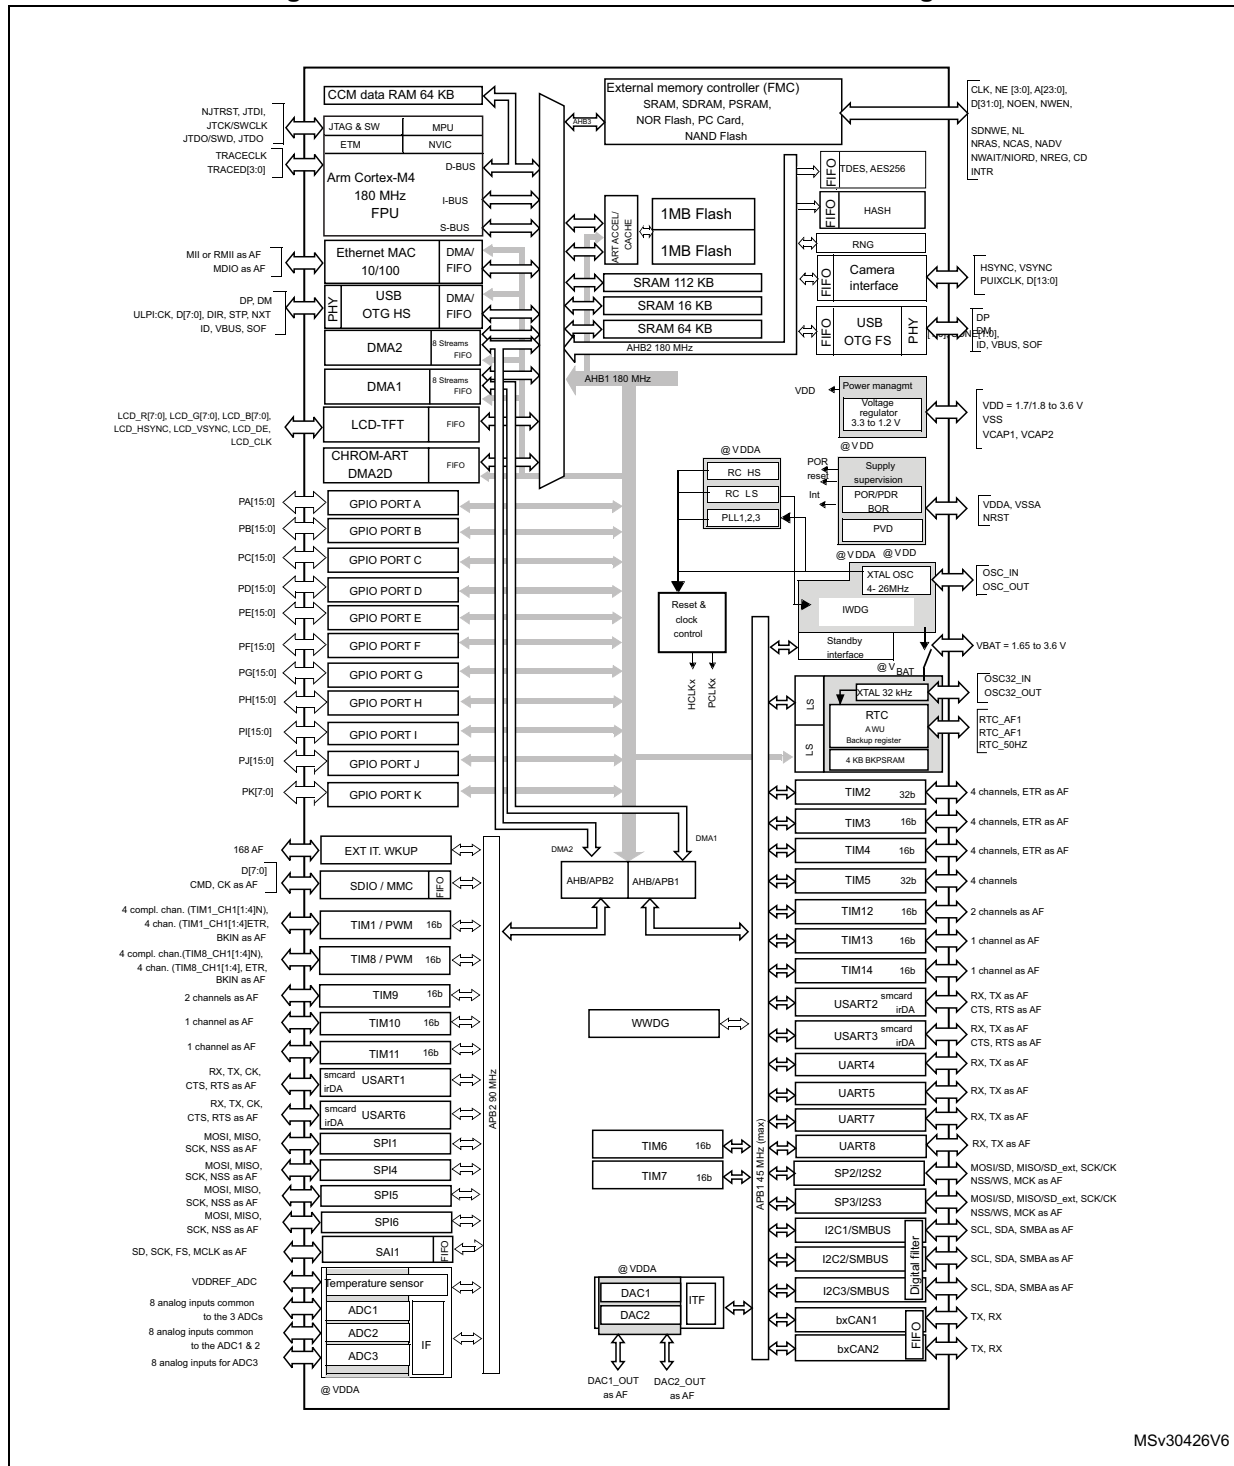 CCM data RAM 64 KB
NJTRST, JTDI,
JTCK/SWCLK
JTDO/SWD, JTDO
JTAG & SW
MPU
ETM
NVIC
TRACECLK
TRACED[3:0]
Arm Cortex-M4
180 MHz
FPU
D-BUS
I-BUS
S-BUS
AHB3
External memory controller (FMC)
SRAM, SDRAM, PSRAM,
NOR Flash, PC Card,
NAND Flash
CLK, NE [3:0], A[23:0],
D[31:0], NOEN, NWEN,
SDNWE, NL
NRAS, NCAS, NADV
NWAIT/NIORD, NREG, CD
INTR
FIFO
TDES, AES256
FIFO
HASH
RNG
FIFO
Camera
interface
HSYNC, VSYNC
PUIXCLK, D[13:0]
FIFO
USB
OTG FS
PHY
DP
DM
ID, VBUS, SOF
ART ACCEL/
CACHE
1MB Flash
1MB Flash
SRAM 112 KB
SRAM 16 KB
SRAM 64 KB
AHB2 180 MHz
AHB1 180 MHz
MII or RMII as AF
MDIO as AF
Ethernet MAC
10/100
DMA/
FIFO
DP, DM
ULPI:CK, D[7:0], DIR, STP, NXT
ID, VBUS, SOF
PHY
USB
OTG HS
DMA/
FIFO
DMA2
8 Streams
FIFO
DMA1
8 Streams
FIFO
LCD_R[7:0], LCD_G[7:0], LCD_B[7:0],
LCD_HSYNC, LCD_VSYNC, LCD_DE,
LCD_CLK
LCD-TFT
FIFO
CHROM-ART
DMA2D
FIFO
VDD
Power managmt
Voltage
regulator
3.3 to 1.2 V
VDD = 1.7/1.8 to 3.6 V
VSS
VCAP1, VCAP2
@VDD
@VDDA
RC HS
RC LS
PLL1,2,3
POR
reset
Int
Supply
supervision
POR/PDR
BOR
PVD
VDDA, VSSA
NRST
@VDDA @VDD
XTAL OSC
4- 26MHz
OSC_IN
OSC_OUT
IWDG
Reset &
clock
control
HCLKx
PCLKx
Standby
interface
VBAT = 1.65 to 3.6 V
@VBAT
LS
LS
XTAL 32 kHz
RTC
AWU
Backup register
4 KB BKPSRAM
OSC32_IN
OSC32_OUT
RTC_AF1
RTC_AF1
RTC_50HZ
PA[15:0]
GPIO PORT A
PB[15:0]
GPIO PORT B
PC[15:0]
GPIO PORT C
PD[15:0]
GPIO PORT D
PE[15:0]
GPIO PORT E
PF[15:0]
GPIO PORT F
PG[15:0]
GPIO PORT G
PH[15:0]
GPIO PORT H
PI[15:0]
GPIO PORT I
PJ[15:0]
GPIO PORT J
PK[7:0]
GPIO PORT K
DMA2
DMA1
AHB/APB2
AHB/APB1
168 AF
EXT IT. WKUP
D[7:0]
CMD, CK as AF
SDIO / MMC
FIFO
4 compl. chan. (TIM1_CH1[1:4]N),
4 chan. (TIM1_CH1[1:4]ETR,
BKIN as AF
TIM1 / PWM 16b
4 compl. chan.(TIM8_CH1[1:4]N),
4 chan. (TIM8_CH1[1:4], ETR,
BKIN as AF
TIM8 / PWM 16b
2 channels as AF
TIM9 16b
1 channel as AF
TIM10 16b
1 channel as AF
TIM11 16b
RX, TX, CK,
CTS, RTS as AF
smcard
irDA
USART1
RX, TX, CK,
CTS, RTS as AF
smcard
irDA
USART6
MOSI, MISO,
SCK, NSS as AF
SPI1
MOSI, MISO,
SCK, NSS as AF
SPI4
MOSI, MISO,
SCK, NSS as AF
SPI5
MOSI, MISO,
SCK, NSS as AF
SPI6
SD, SCK, FS, MCLK as AF
SAI1
FIFO
VDDREF_ADC
Temperature sensor
8 analog inputs common
to the 3 ADCs
ADC1
8 analog inputs common
to the ADC1 & 2
ADC2
8 analog inputs for ADC3
ADC3
IF
@VDDA
APB2 90 MHz
WWDG
TIM6 16b
TIM7 16b
@VDDA
DAC1
DAC2
ITF
DAC1_OUT
as AF
DAC2_OUT
as AF
APB1 45 MHz (max)
TIM2 32b
4 channels, ETR as AF
TIM3 16b
4 channels, ETR as AF
TIM4 16b
4 channels, ETR as AF
TIM5 32b
4 channels
TIM12 16b
2 channels as AF
TIM13 16b
1 channel as AF
TIM14 16b
1 channel as AF
USART2
smcard
irDA
RX, TX as AF
CTS, RTS as AF
USART3
smcard
irDA
RX, TX as AF
CTS, RTS as AF
UART4
RX, TX as AF
UART5
RX, TX as AF
UART7
RX, TX as AF
UART8
RX, TX as AF
SP2/I2S2
MOSI/SD, MISO/SD_ext, SCK/CK
NSS/WS, MCK as AF
SP3/I2S3
MOSI/SD, MISO/SD_ext, SCK/CK
NSS/WS, MCK as AF
I2C1/SMBUS
SCL, SDA, SMBA as AF
I2C2/SMBUS
SCL, SDA, SMBA as AF
I2C3/SMBUS
SCL, SDA, SMBA as AF
Digital filter
bxCAN1
TX, RX
bxCAN2
TX, RX
FIFO
MSv30426V6